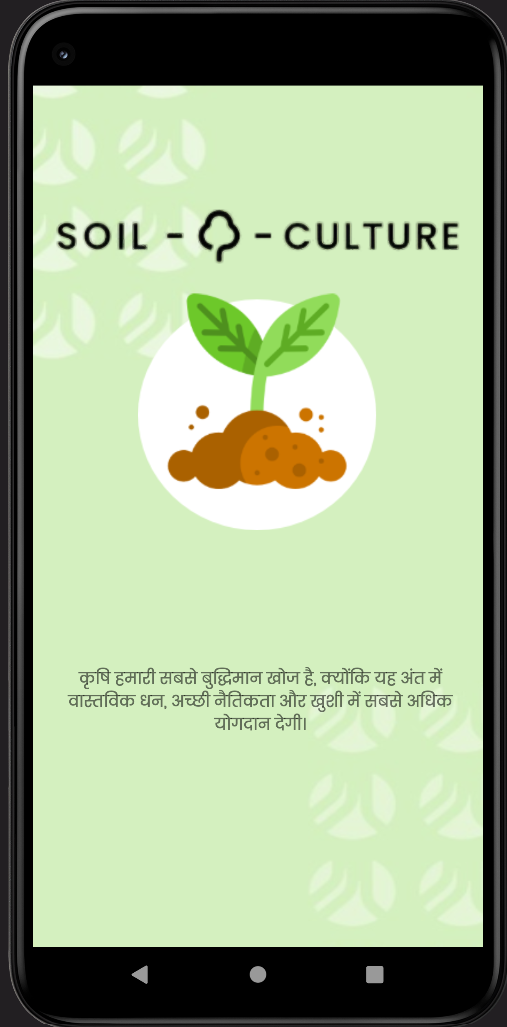 SOIL - - CULTURE
कृषि हमारी सबसे बुद्धिमान खोज है, क्योंकि यह अंत में
वास्तविक धन, अच्छी नैतिकता और खुशी में सबसे अधिक
योगदान देगी।